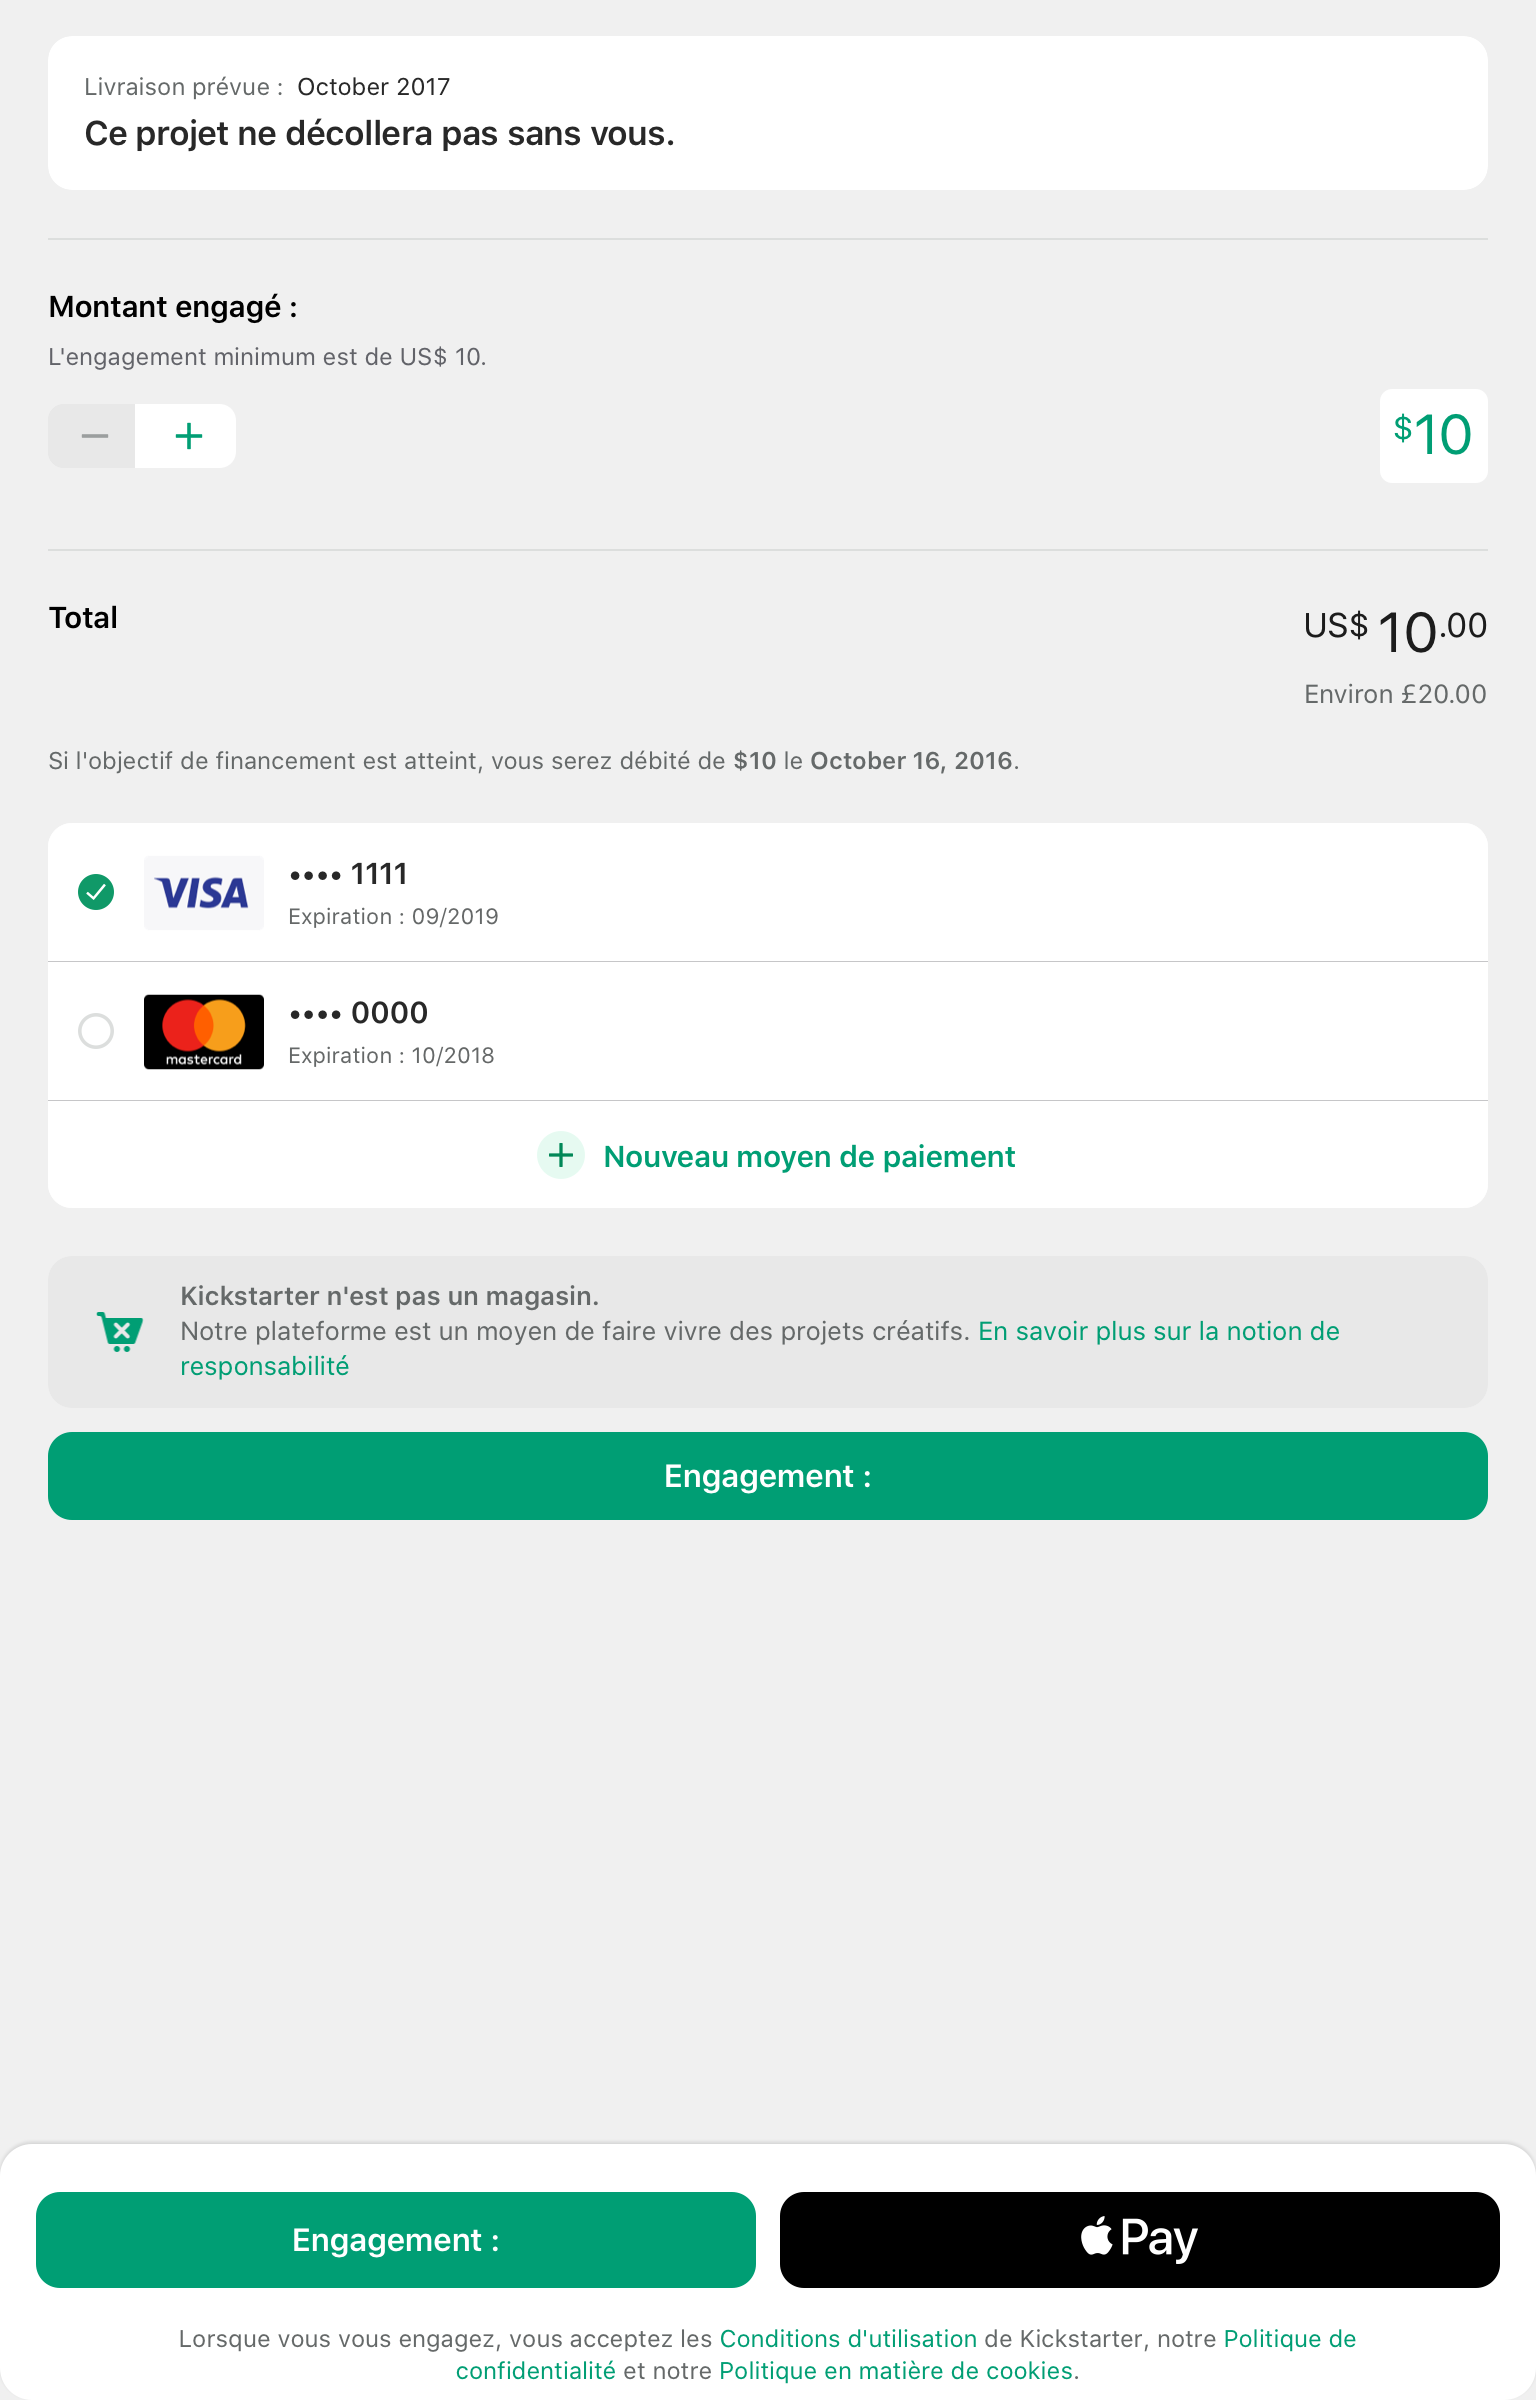 Livraison prévue : October 2017
Ce projet ne décollera pas sans vous.
Montant engagé :
L'engagement minimum est de US$ 10.
$10
Total
US$ 10.00
Environ £20.00
Si l'objectif de financement est atteint, vous serez débité de $10 le October 16, 2016.
VISA
•••• 1111
Expiration : 09/2019
mastercard
•••• 0000
Expiration : 10/2018
Nouveau moyen de paiement
Kickstarter n'est pas un magasin.
Notre plateforme est un moyen de faire vivre des projets créatifs. En savoir plus sur la notion de
responsabilité
Engagement :
Engagement :
Pay
Lorsque vous vous engagez, vous acceptez les Conditions d'utilisation de Kickstarter, notre Politique de
confidentialité et notre Politique en matière de cookies.